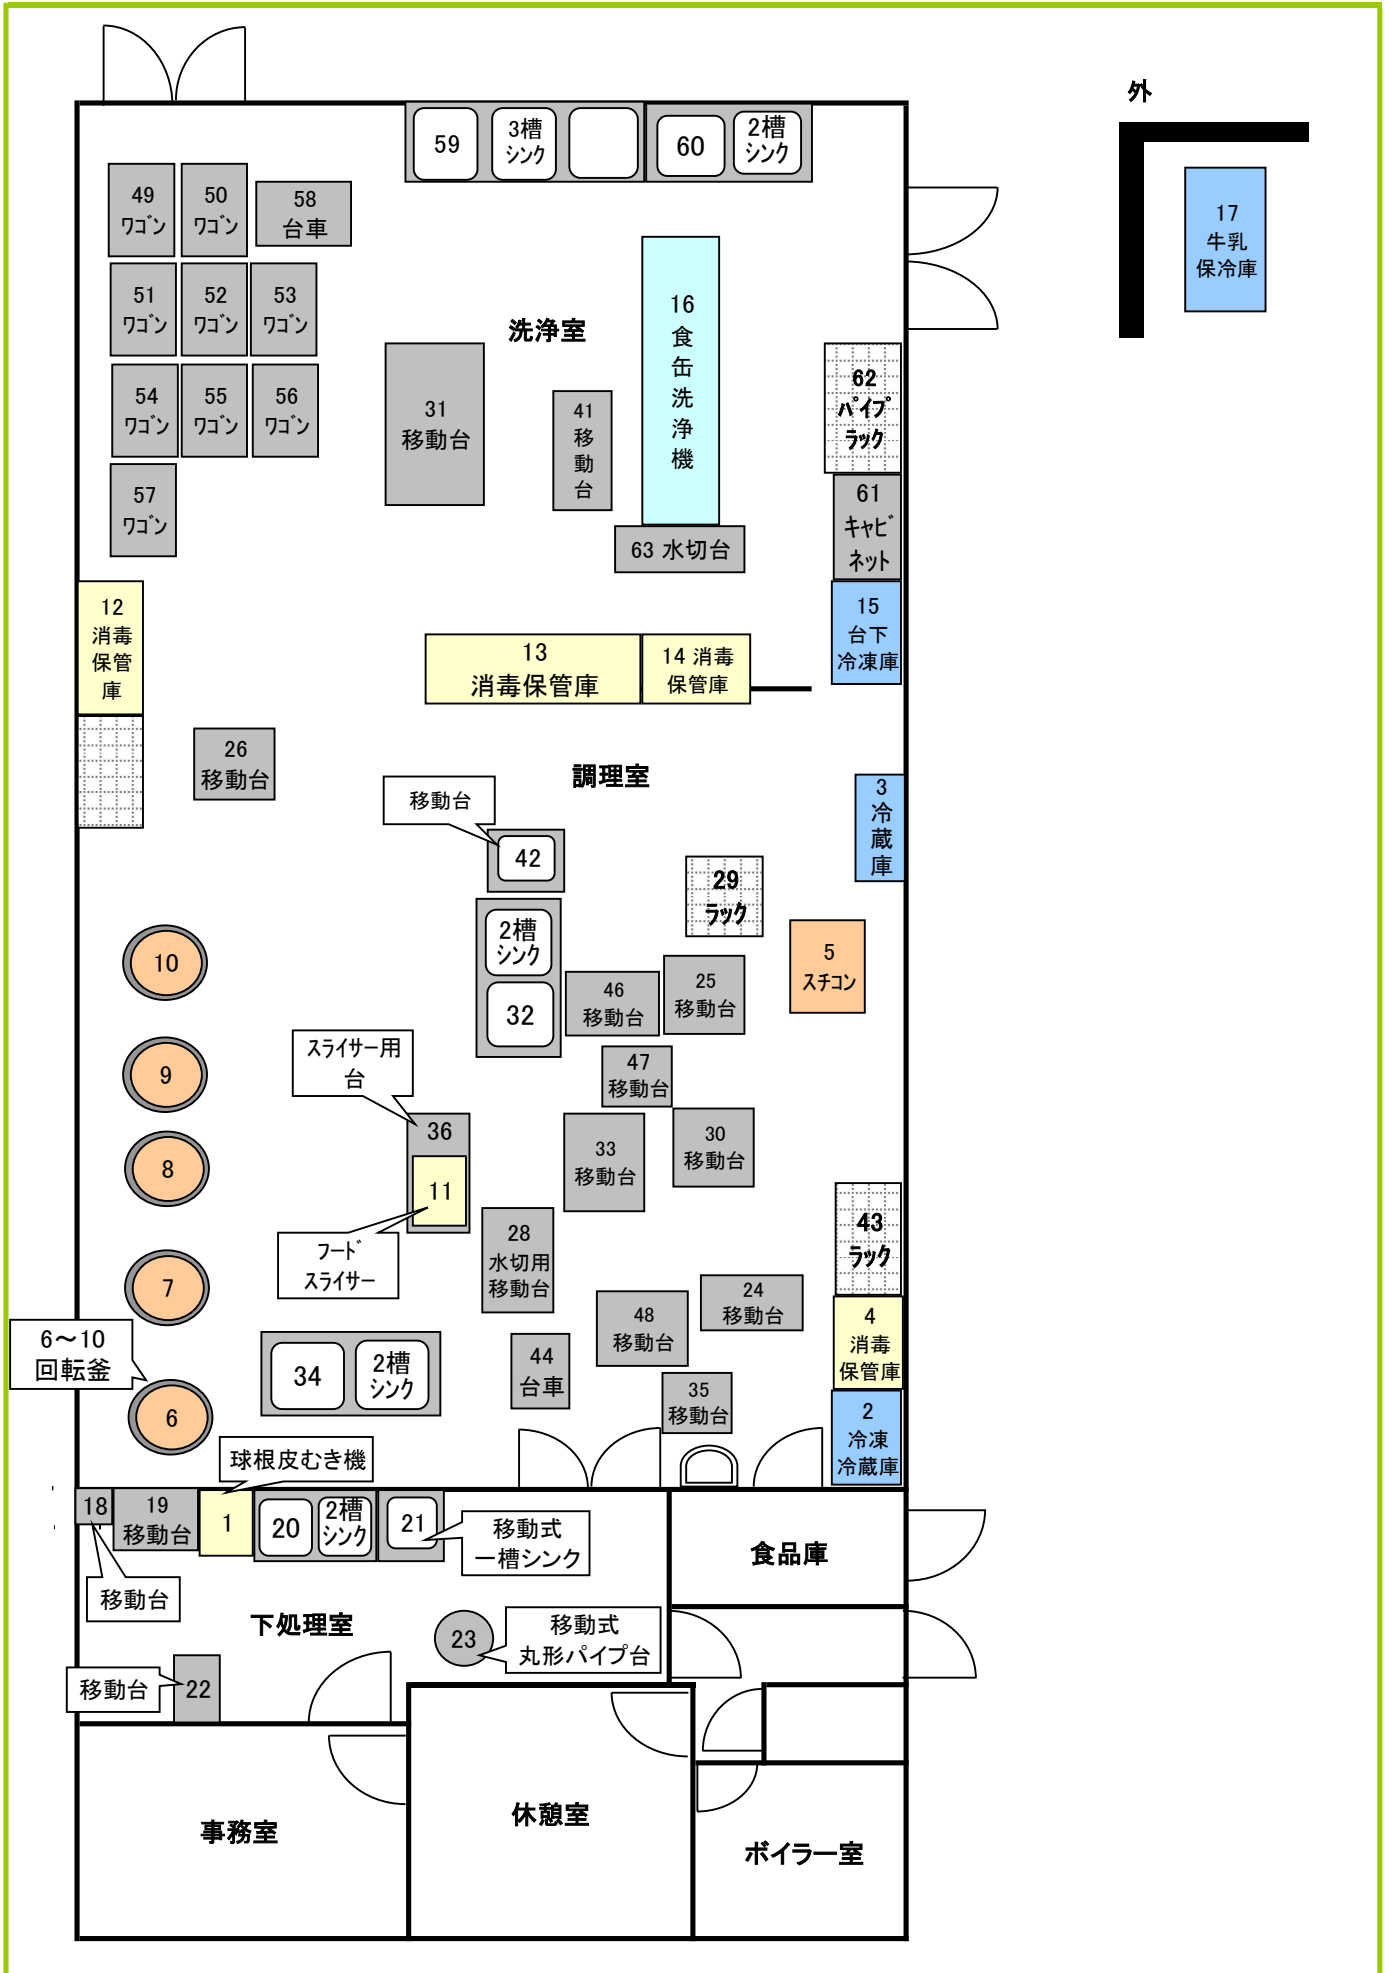 外
17
牛乳
保冷庫
59
3槽
シンク
60
2槽
シンク
49
ワゴン
50
ワゴン
58
台車
51
ワゴン
52
ワゴン
53
ワゴン
54
ワゴン
55
ワゴン
56
ワゴン
57
ワゴン
洗浄室
31
移動台
41
移
動
台
16
食
缶
洗
浄
機
63 水切台
62
パイプ
ラック
61
キャビ
ネット
15
台下
冷凍庫
12
消毒
保管
庫
13
消毒保管庫
14 消毒
保管庫
26
移動台
調理室
3
冷
蔵
庫
移動台
42
29
ラック
2槽
シンク
32
5
スチコン
46
移動台
25
移動台
47
移動台
10
9
8
7
6
6～10
回転釜
スライサー用
台
36
11
フード
スライサー
33
移動台
30
移動台
28
水切用
移動台
43
ラック
24
移動台
48
移動台
4
消毒
保管庫
34
2槽
シンク
44
台車
35
移動台
2
冷凍
冷蔵庫
球根皮むき機
18
19
移動台
1
20
2槽
シンク
21
移動式
一槽シンク
移動台
食品庫
下処理室
23
移動式
丸形パイプ台
移動台
22
事務室
休憩室
ボイラー室